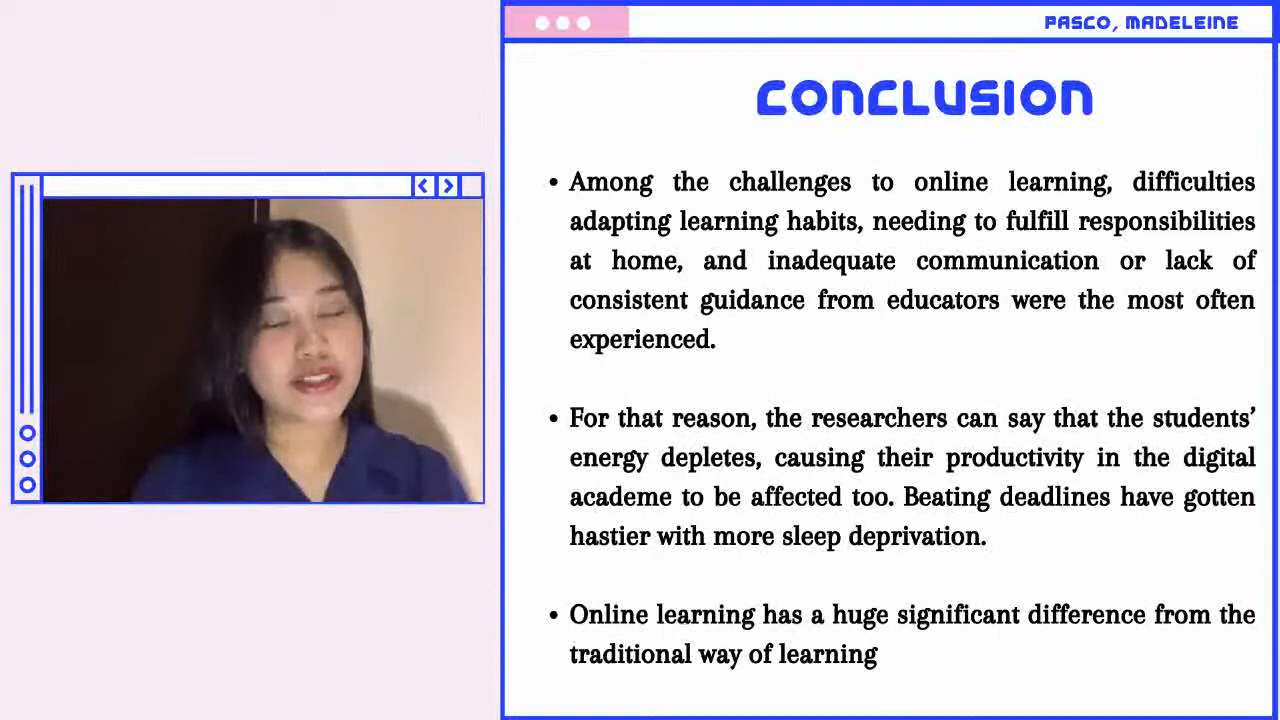 PASCO, MADELEINE
CONCLUSION
• Among the challenges to online learning, difficulties
adapting learning habits, needing to fulfill responsibilities
at home, and inadequate communication or lack of
consistent guidance from educators were the most often
experienced.
• For that reason, the researchers can say that the students’
energy depletes, causing their productivity in the digital
academe to be affected too. Beating deadlines have gotten
hastier with more sleep deprivation.
• Online learning has a huge significant difference from the
traditional way of learning